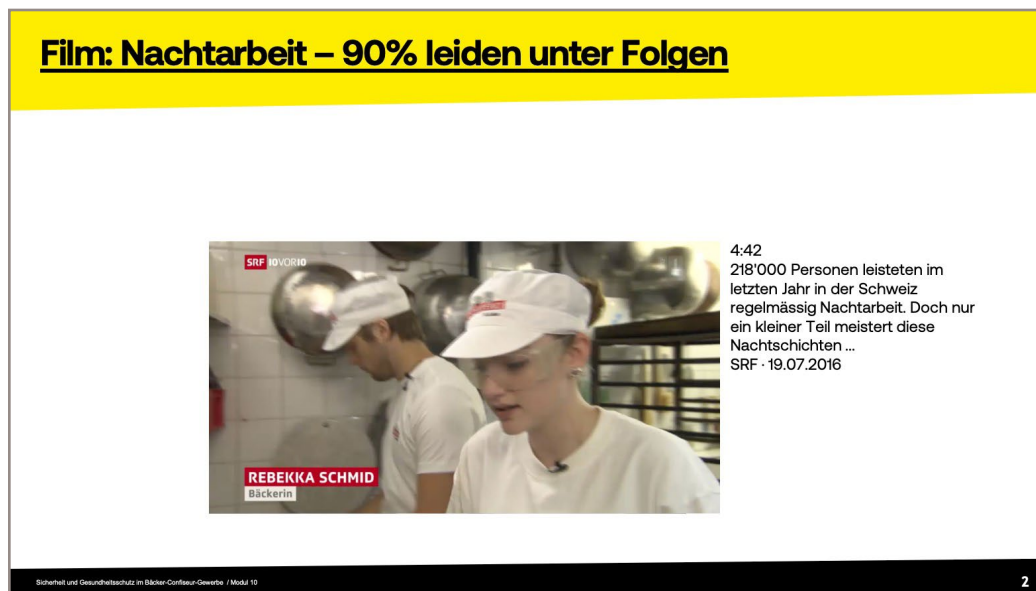 Film: Nachtarbeit – 90% leiden unter Folgen
SRF 10VOR10
REBEKKA SCHMID
Bäckerin
4:42
218'000 Personen leisteten im
letzten Jahr in der Schweiz
regelmässig Nachtarbeit. Doch nur
ein kleiner Teil meistert diese
Nachtschichten ...
SRF · 19.07.2016
Sicherheit und Gesundheitsschutz im Bäcker-Confiseur-Gewerbe / Modul 10
2